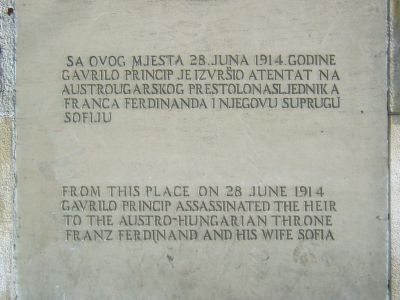 SA OVOG MJESTA 28. JUNA 1914. GODINE
GAVRILO PRINCIP JE IZVRŠIO ATENTAT NA
AUSTROUGARSKOG PRESTOLONASLJEDNIKA
FRANCA FERDINANDA I NJEGOVU SUPRUGU
SOFIJU
FROM THIS PLACE ON 28 JUNE 1914
GAVRILO PRINCIP ASSASSINATED THE HEIR
TO THE AUSTRO-HUNGARIAN THRONE
FRANZ FERDINAND AND HIS WIFE SOFIA